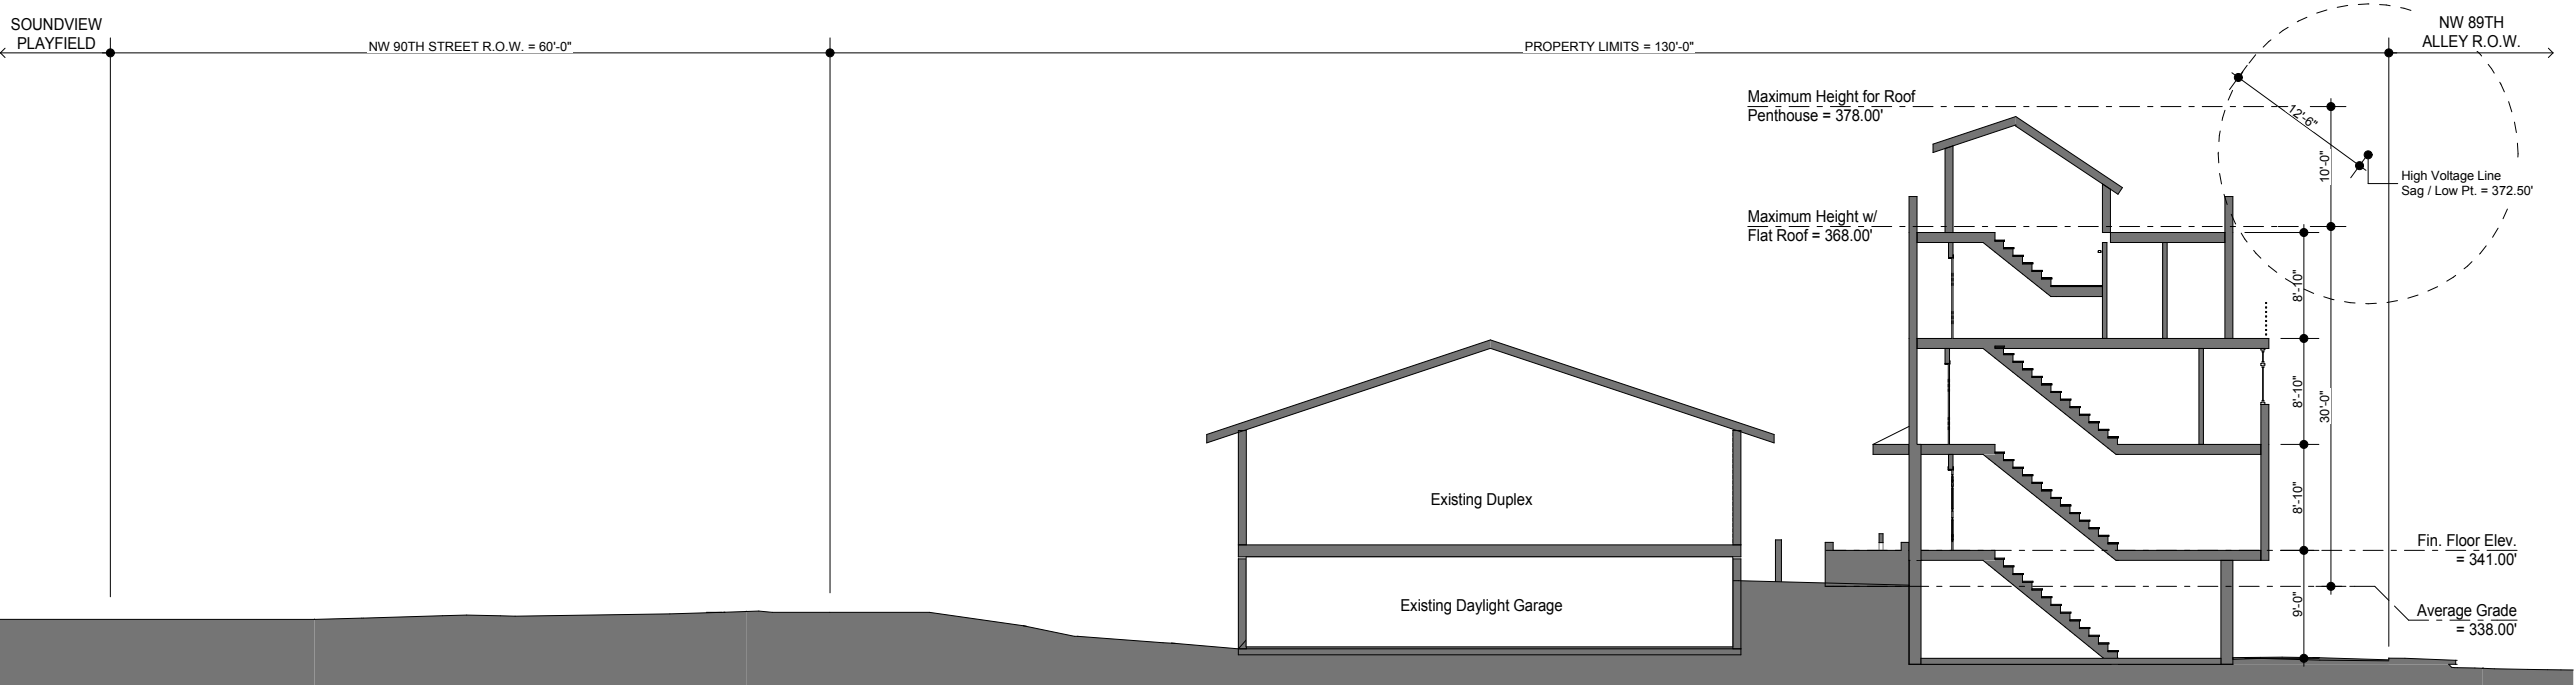 SOUNDVIEW
PLAYFIELD
NW 90TH STREET R.O.W. = 60'-0"
PROPERTY LIMITS = 130'-0"
NW 89TH
ALLEY R.O.W.
Maximum Height for Roof
Penthouse = 378.00'
12'-6"
10'-0"
High Voltage Line
Sag / Low Pt. = 372.50'
Maximum Height w/
Flat Roof = 368.00'
8'-10"
8'-10"
30'-0"
8'-10"
Existing Duplex
Fin. Floor Elev.
= 341.00'
Existing Daylight Garage
9'-0"
Average Grade
= 338.00'